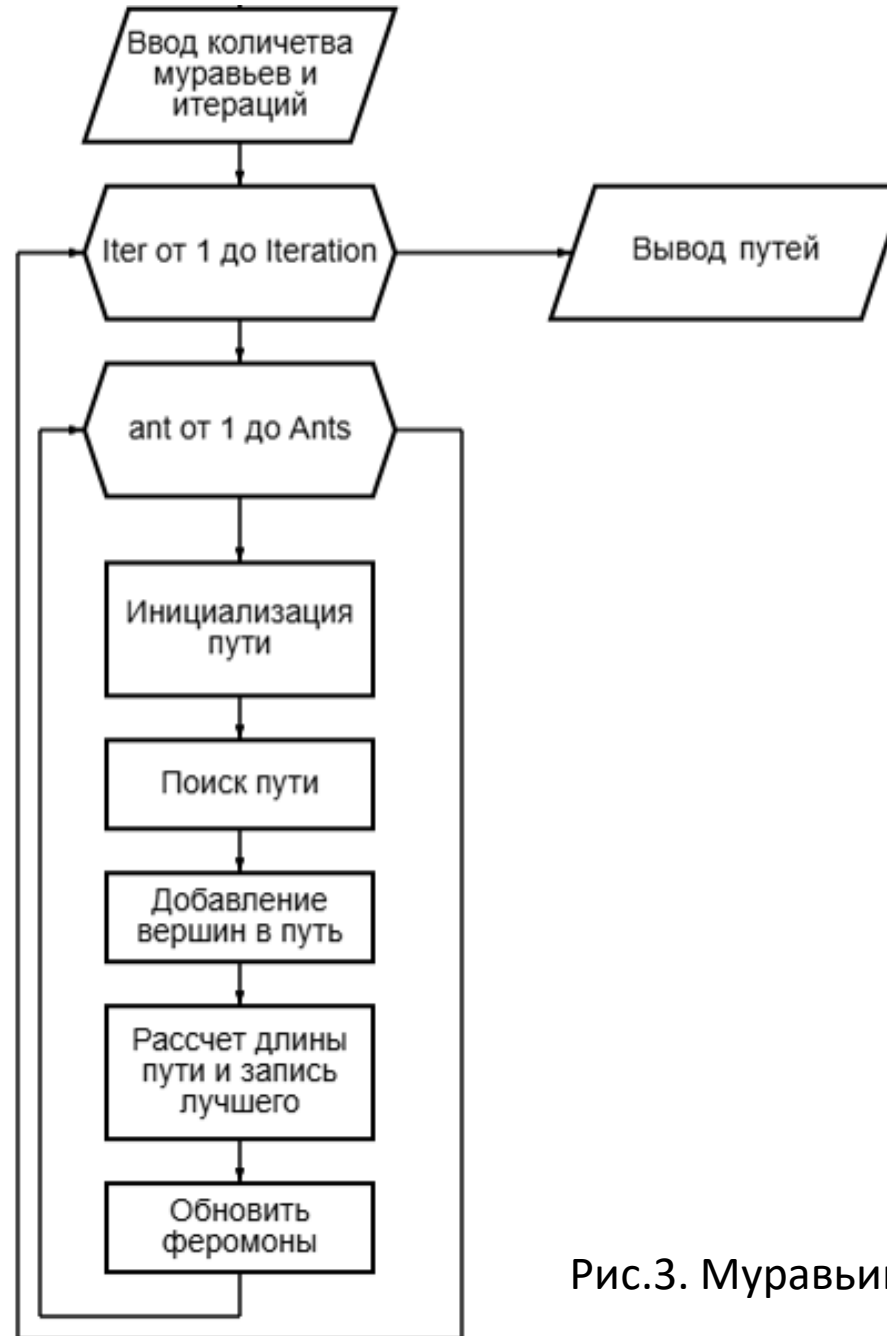 Ввод количетва
муравьев и
итераций
Iter от 1 до Iteration
Вывод путей
ant от 1 до Ants
Инициализация
пути
Поиск пути
Добавление
вершин в путь
Рассчет длины
пути и запись
лучшего
Обновить
феромоны
Рис.3.